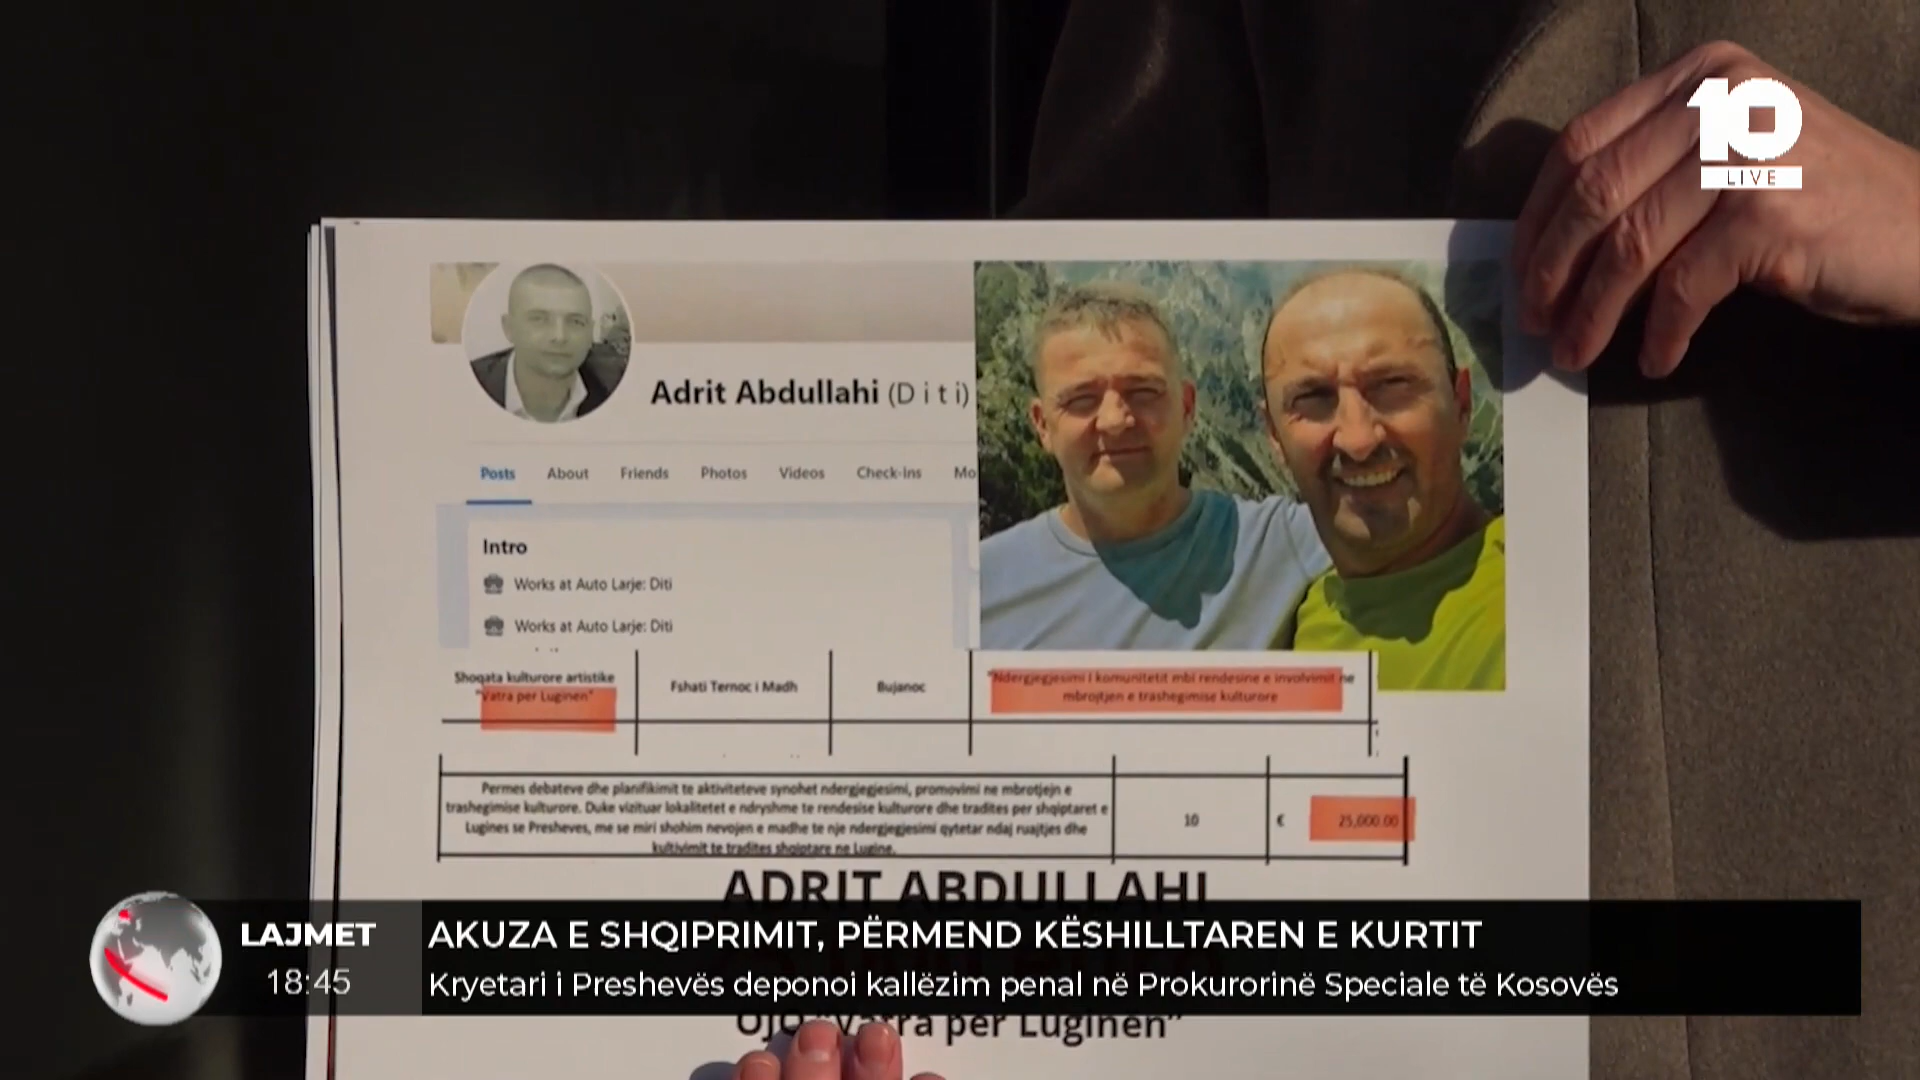 10
LIVE
Adrit Abdullahi (D i t i)
Posts About Friends Photos Videos Check-Ins Mo
Intro
Works at Auto Larje: Diti
Works at Auto Larje: Diti
Shoqata kulturore artistike
"Vatra per Luginen"
Fshati Ternoc i Madh
Bujanoc
"Ndergjegjesimi i komunitetit mbi rendesine e involvimit ne
mbrojtjen e trashegimise kulturore
Permes debateve dhe planifikimit te aktiviteteve synohet ndergjegjesimi, promovimi ne mbrotjejn e
trashegimise kulturore. Duke vizituar lokalitetet e ndryshme te rendesise kulturore dhe tradites per shqiptaret e
Lugines se Presheves, me se miri shohim nevojen e madhe te nje ndergjegjesimi qytetar ndaj ruajtjes dhe
kultivimit te tradites shqiptare ne Lugine.
10
€ 25,000.00
ADRIT ABDULLAHI
LAJMET
18:45
AKUZA E SHQIPRIMIT, PËRMEND KËSHILLTAREN E KURTIT
Kryetari i Preshevës deponoi kallëzim penal në Prokurorinë Speciale të Kosovës
OJQ "Vatra per Luginen"